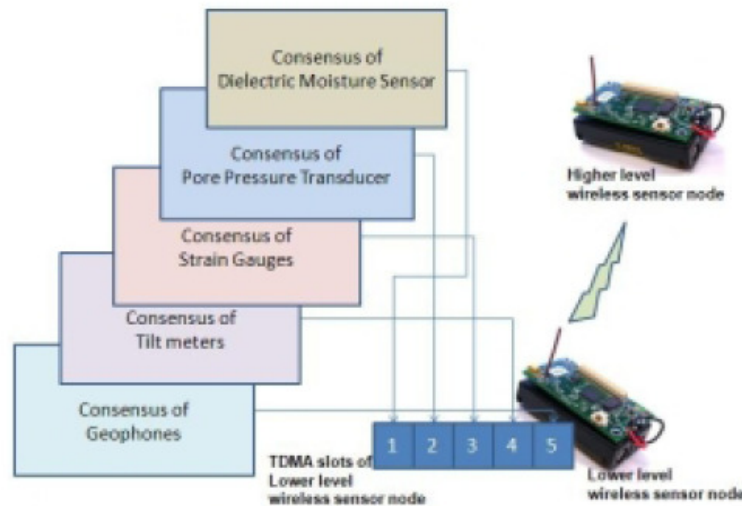 Consensus of
Dielectric Moisture Sensor
Consensus of
Pore Pressure Transducer
Consensus of
Strain Gauges
Consensus of
Tilt meters
Consensus of
Geophones
Higher level
wireless sensor node
1 2 3 4 5
TDMA slots of
Lower level
wireless sensor node
Lower level
wireless sensor node